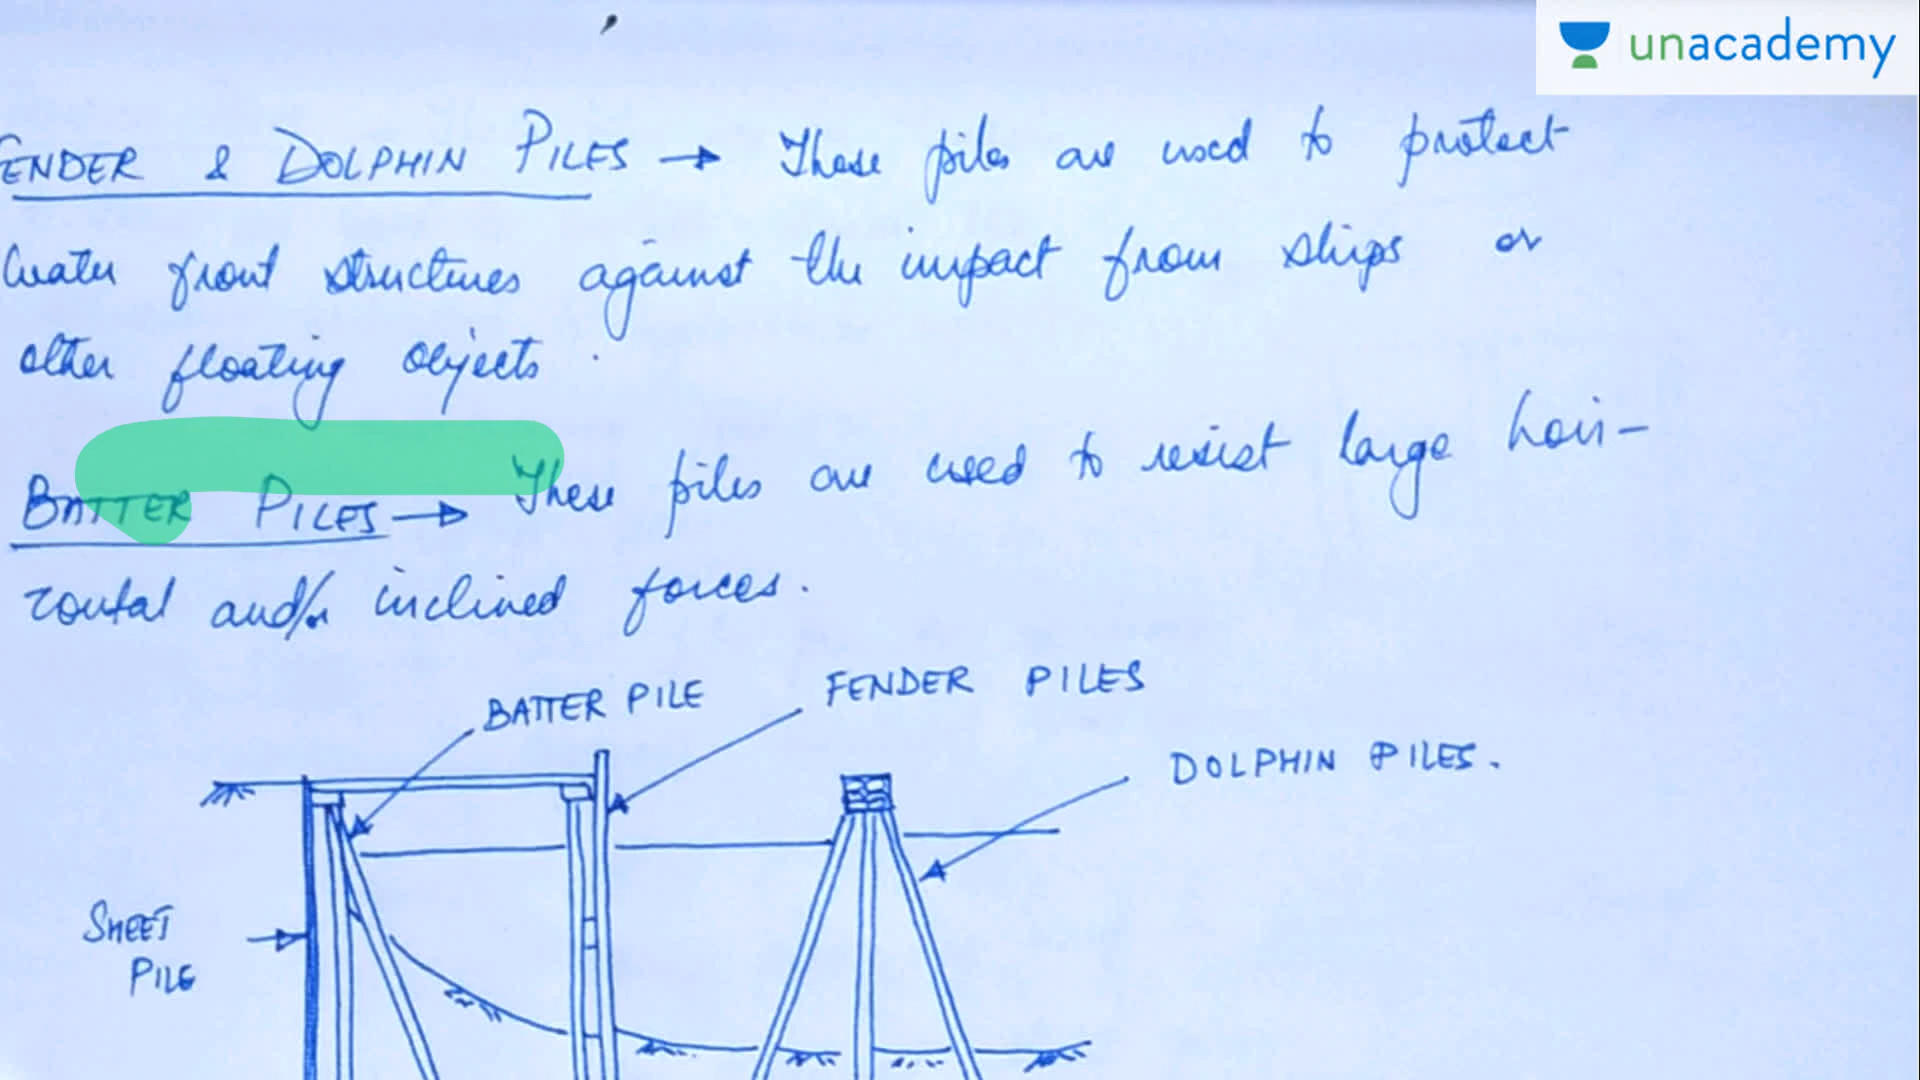 unacademy
ENDER & DOLPHIN PILES → These piles are used to protect
water front structures against the impact from ships or
other floating objects.
BATTER PILES → These piles are used to resist large hori-
zontal and/or inclined forces.
BATTER PILE
FENDER PILES
DOLPHIN PILES.
SHEET
PILE